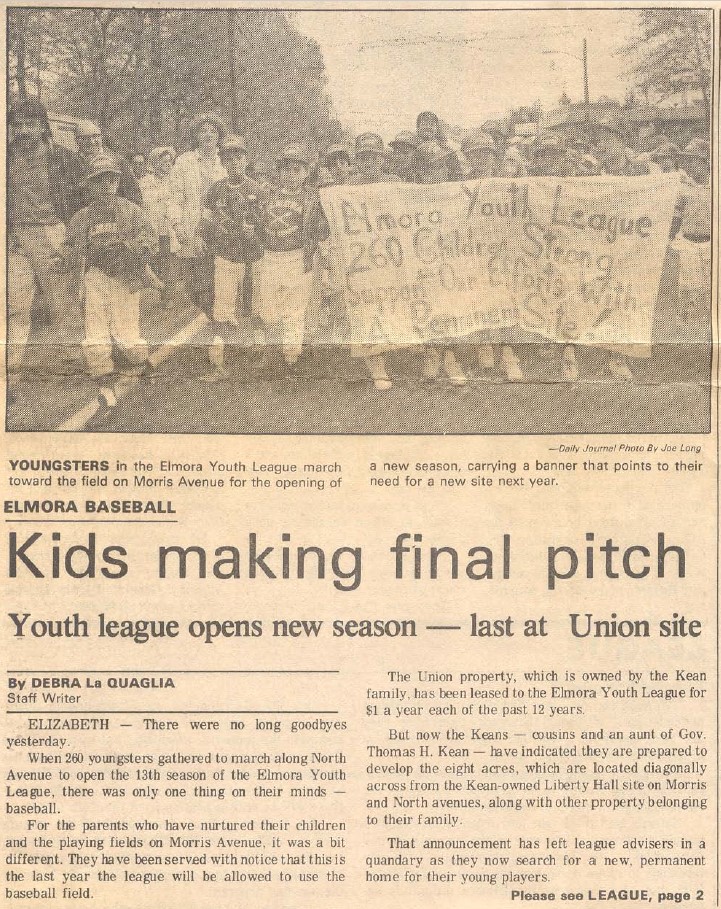 Elmora Youth League
260 Children Strong
Support Our Efforts With
A Perminent Site!
—Daily Journal Photo By Joe Long
YOUNGSTERS in the Elmora Youth League march
toward the field on Morris Avenue for the opening of
a new season, carrying a banner that points to their
need for a new site next year.
ELMORA BASEBALL
Kids making final pitch
Youth league opens new season — last at Union site
By DEBRA La QUAGLIA
Staff Writer
ELIZABETH — There were no long goodbyes
yesterday.
When 260 youngsters gathered to march along North
Avenue to open the 13th season of the Elmora Youth
League, there was only one thing on their minds —
baseball.
For the parents who have nurtured their children
and the playing fields on Morris Avenue, it was a bit
different. They have been served with notice that this is
the last year the league will be allowed to use the
baseball field.
The Union property, which is owned by the Kean
family, has been leased to the Elmora Youth League for
$1 a year each of the past 12 years.
But now the Keans — cousins and an aunt of Gov.
Thomas H. Kean — have indicated they are prepared to
develop the eight acres, which are located diagonally
across from the Kean-owned Liberty Hall site on Morris
and North avenues, along with other property belonging
to their family.
That announcement has left league advisers in a
quandary as they now search for a new, permanent
home for their young players.
Please see LEAGUE, page 2